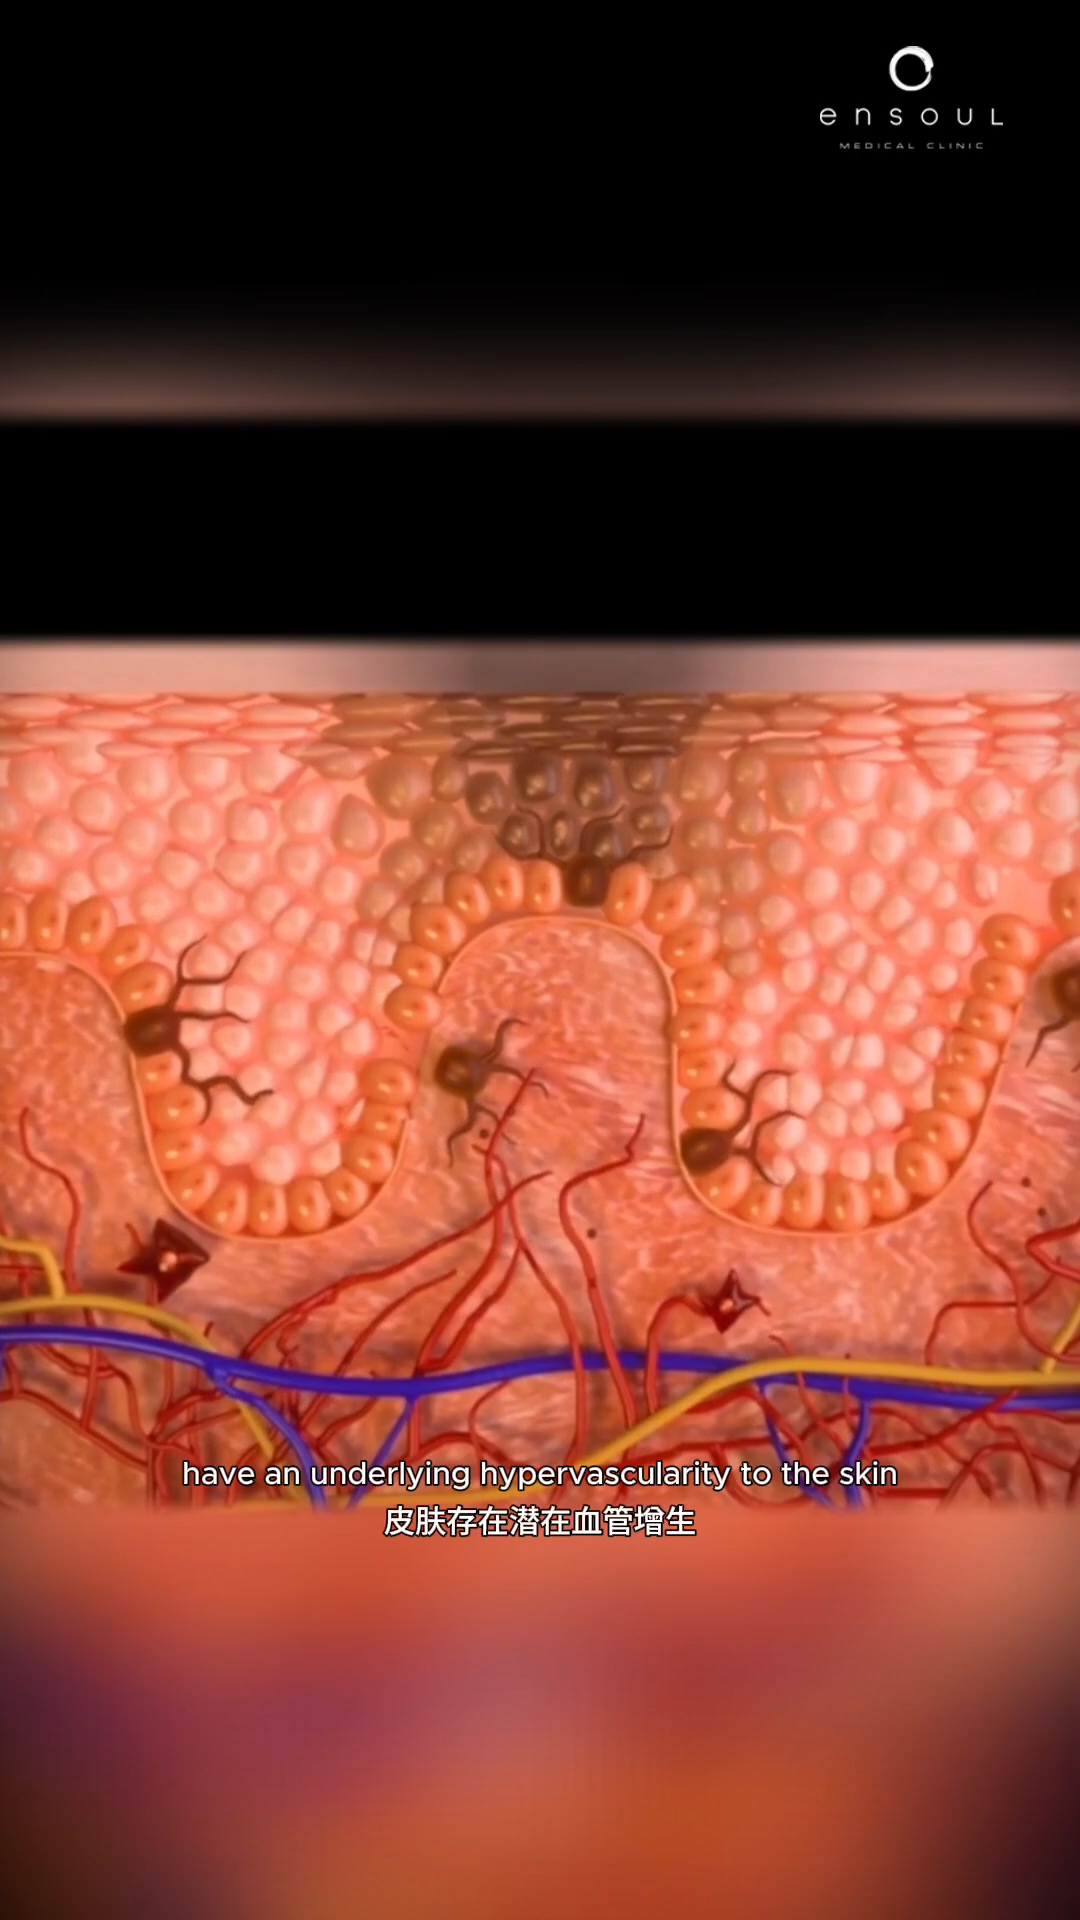 ensoul
MEDICAL CLINIC
have an underlying hypervascularity to the skin
皮肤存在潜在血管增生